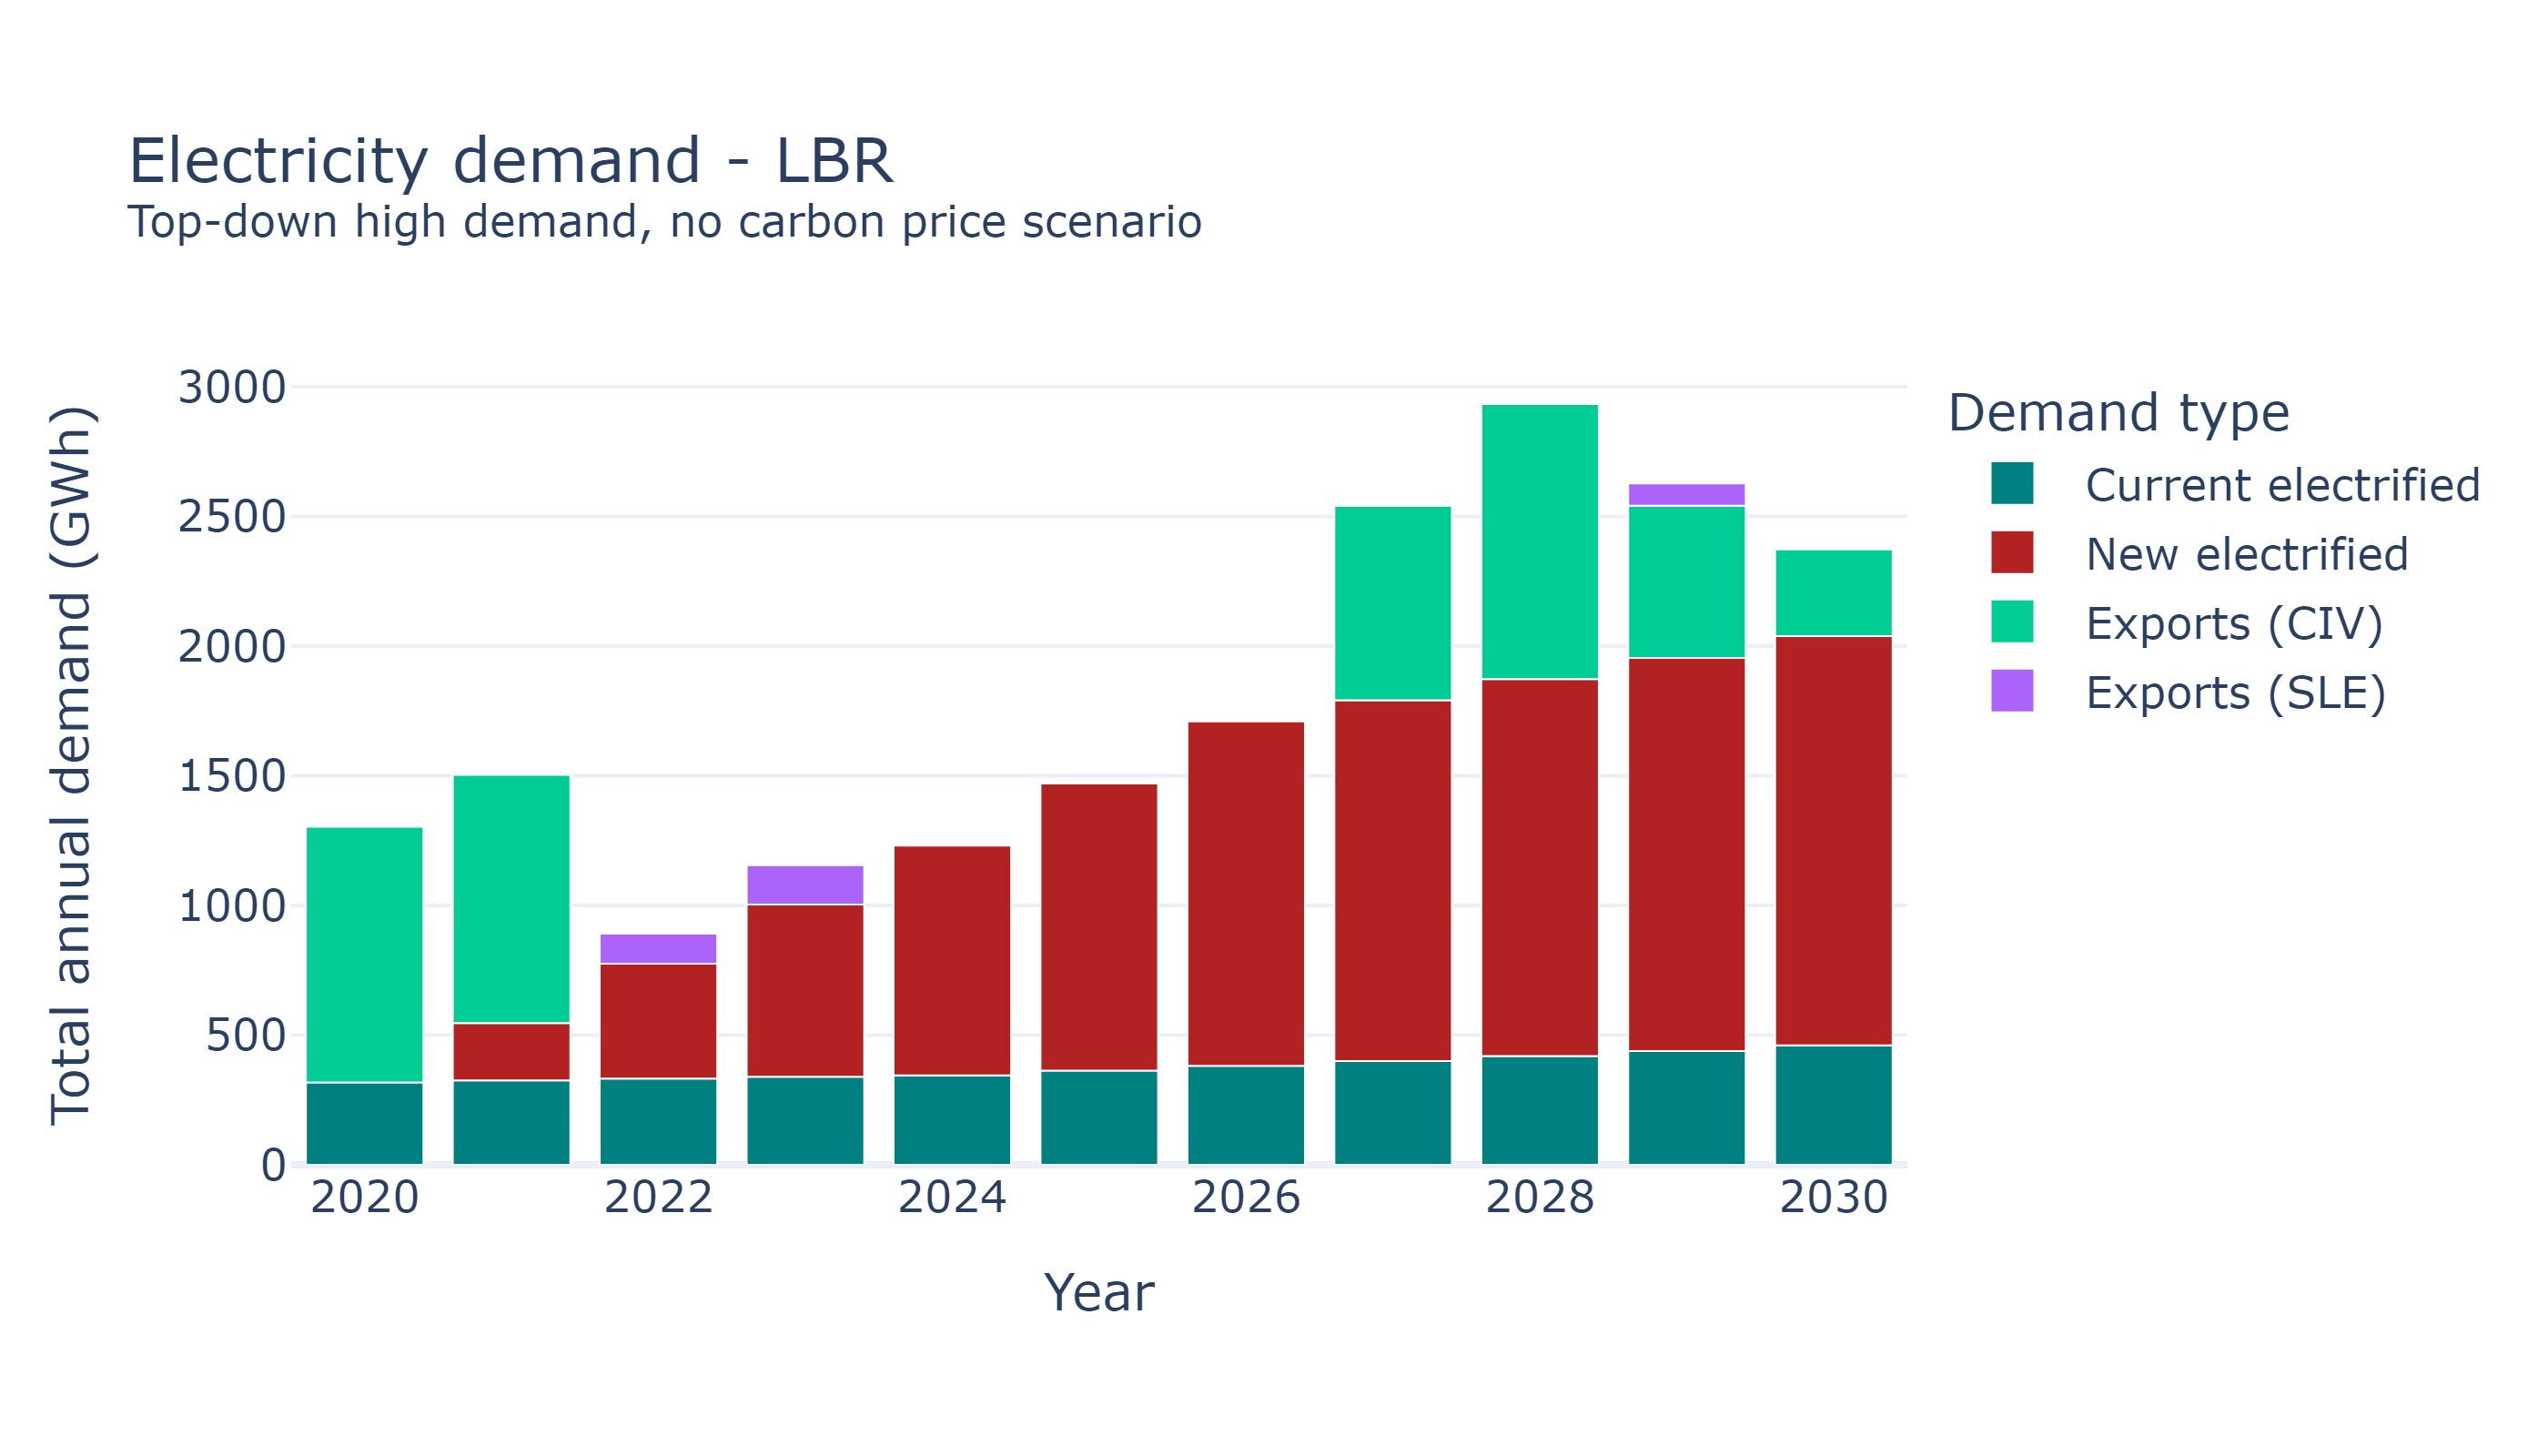 Electricity demand - LBR
Top-down high demand, no carbon price scenario
Total annual demand (GWh)
3000
2500
2000
1500
1000
500
0
2020
2022
2024
2026
2028
2030
Year
Demand type
Current electrified
New electrified
Exports (CIV)
Exports (SLE)